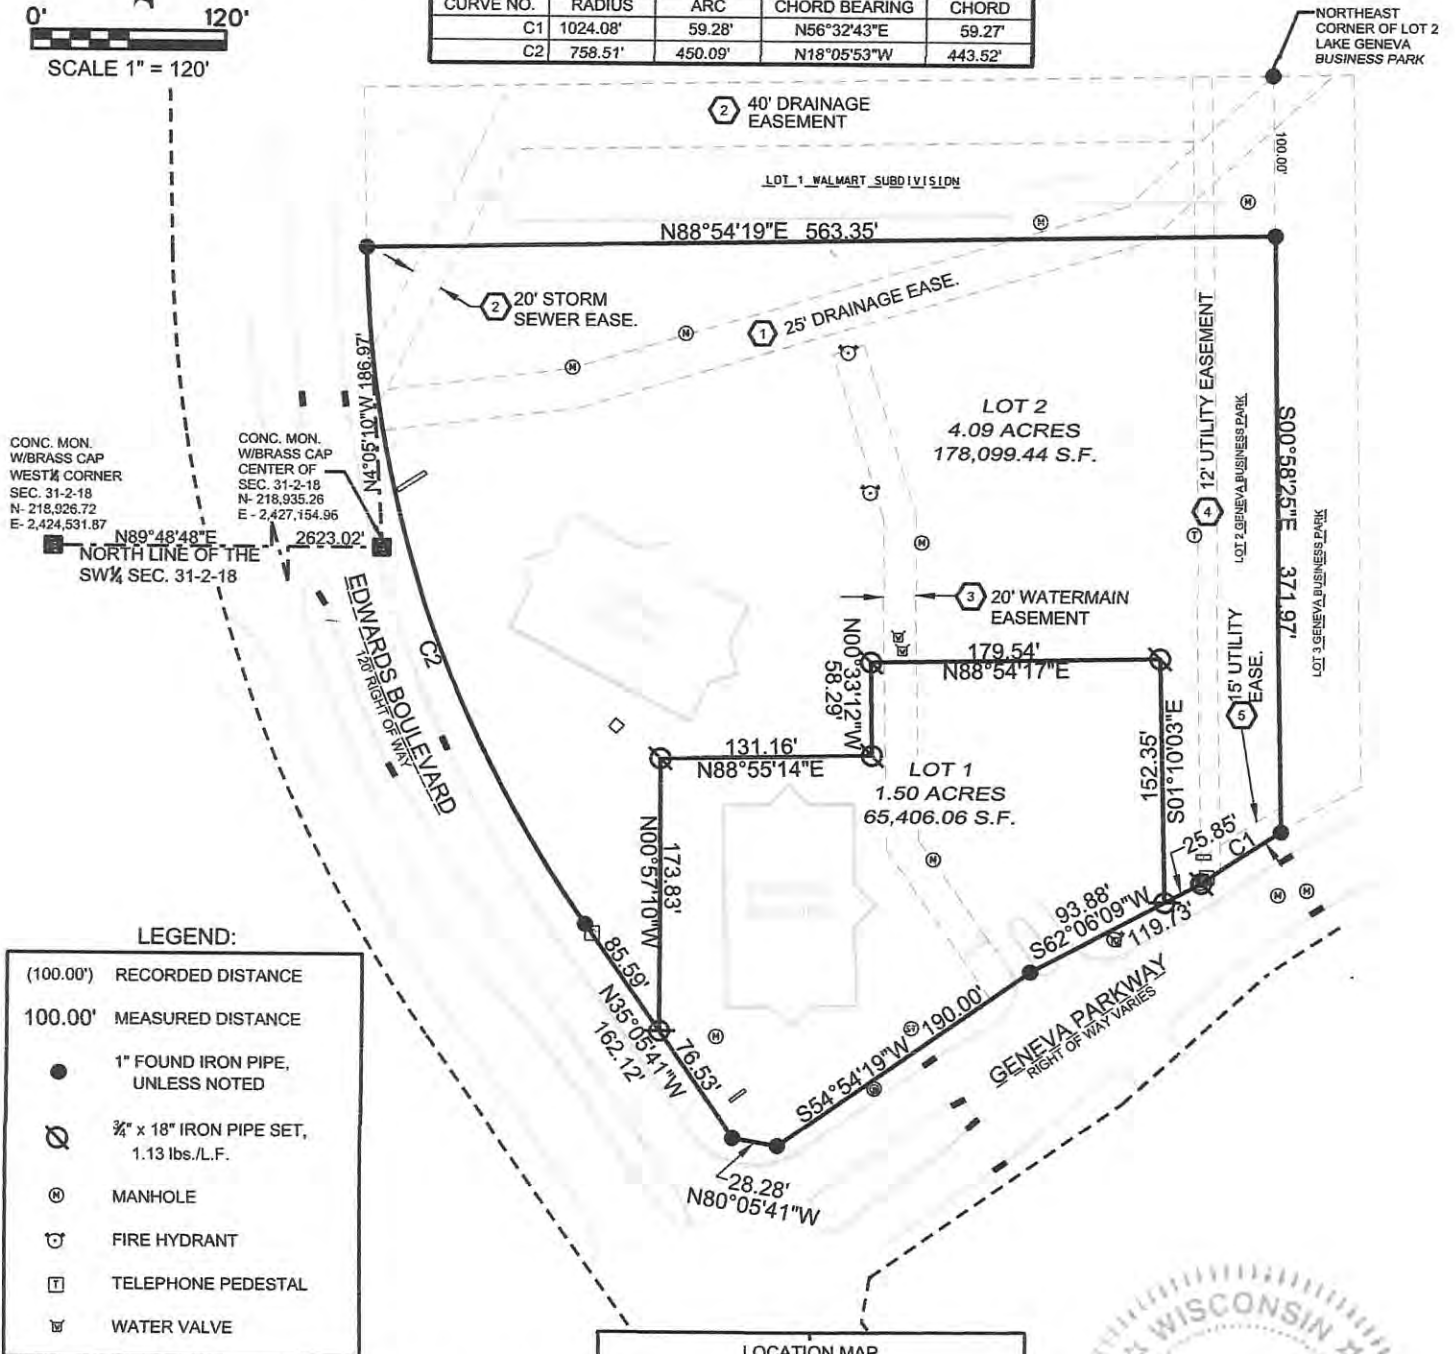 0' 120'
SCALE 1" = 120'
CURVE NO. RADIUS ARC CHORD BEARING CHORD
C1 1024.08' 59.28' N56°32'43"E 59.27'
C2 758.51' 450.09' N18°05'53"W 443.52'
NORTHEAST
CORNER OF LOT 2
LAKE GENEVA
BUSINESS PARK
2 40' DRAINAGE
EASEMENT
100.00'
LOT 1 WALMART SUBDIVISION
M
M
N88°54'19"E 563.35'
2 20' STORM
SEWER EASE.
1 25' DRAINAGE EASE.
M
M
N4°05'10"W 186.97'
LOT 2
4.09 ACRES
178,099.44 S.F.
12' UTILITY EASEMENT
4
LOT 2 GENEVA BUSINESS PARK
S00°58'25"E 371.97'
LOT 3 GENEVA BUSINESS PARK
CONC. MON.
W/BRASS CAP
WEST¼ CORNER
SEC. 31-2-18
N- 218,926.72
E- 2,424,531.87
CONC. MON.
W/BRASS CAP
CENTER OF
SEC. 31-2-18
N- 218,935.26
E - 2,427,154.96
N89°48'48"E 2623.02'
NORTH LINE OF THE
SW¼ SEC. 31-2-18
T
M
EDWARDS BOULEVARD
120' RIGHT OF WAY
C2
3 20' WATERMAIN
EASEMENT
N00°33'12"W
58.29'
179.54'
N88°54'17"E
15' UTILITY
EASE.
5
131.16'
N88°55'14"E
LOT 1
1.50 ACRES
65,406.06 S.F.
152.35'
S01°10'03"E
25.85'
C1
N00°57'10"W
173.83'
M
M
M
93.88'
S62°06'09"W
119.73'
85.59'
N35°05'41"W
162.12'
76.53'
M
S54°54'19"W 190.00'
GENEVA PARKWAY
RIGHT OF WAY VARIES
28.28'
N80°05'41"W
LEGEND:
(100.00') RECORDED DISTANCE
100.00' MEASURED DISTANCE
1" FOUND IRON PIPE,
UNLESS NOTED
¾" x 18" IRON PIPE SET,
1.13 lbs./L.F.
M MANHOLE
FIRE HYDRANT
T TELEPHONE PEDESTAL
WATER VALVE
LOCATION MAP
WISCONSIN